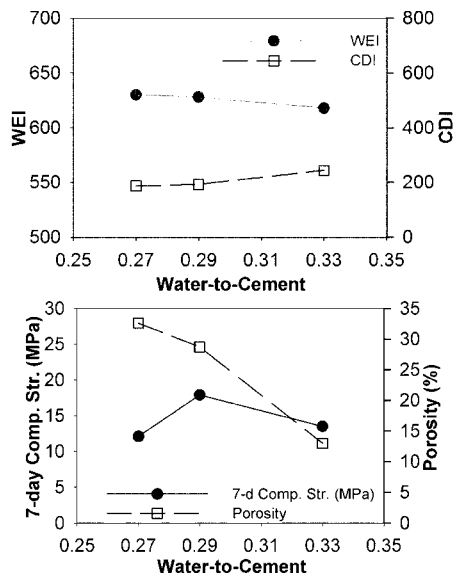 700 800
WEI
CDI
650 600
WEI 600 400 CDI
550 200
500 0
0.25 0.27 0.29 0.31 0.33 0.35
Water-to-Cement
30 35
25 30
25
20
20
15
15
10
10
5 5
0 0
7-day Comp. Str. (MPa)
Porosity (%)
7-d Comp. Str. (MPa)
Porosity
0.25 0.27 0.29 0.31 0.33 0.35
Water-to-Cement